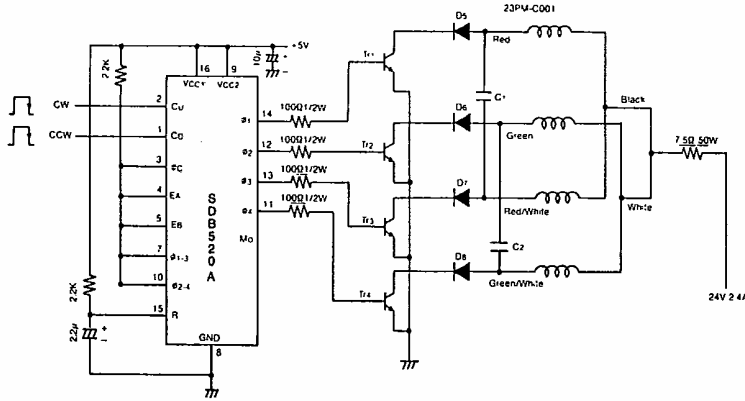 23PM-C001
D5
Red
+5V
10μ
+
−
Tr1
2.2K
16
9
VCC1
VCC2
CW
2
CU
CCW
1
CD
3
φC
4
EA
5
EB
7
φ1-3
10
φ2-4
15
R
SDB520A
Mo
GND
8
φ1
14
100Ω1/2W
φ2
12
100Ω1/2W
φ3
13
100Ω1/2W
φ4
11
100Ω1/2W
C1
Black
D6
Green
Tr2
7.5Ω 50W
D7
Red/White
White
Tr3
C2
D8
Green/White
Tr4
24V 2.4A
2.2K
2.2μ
+
−